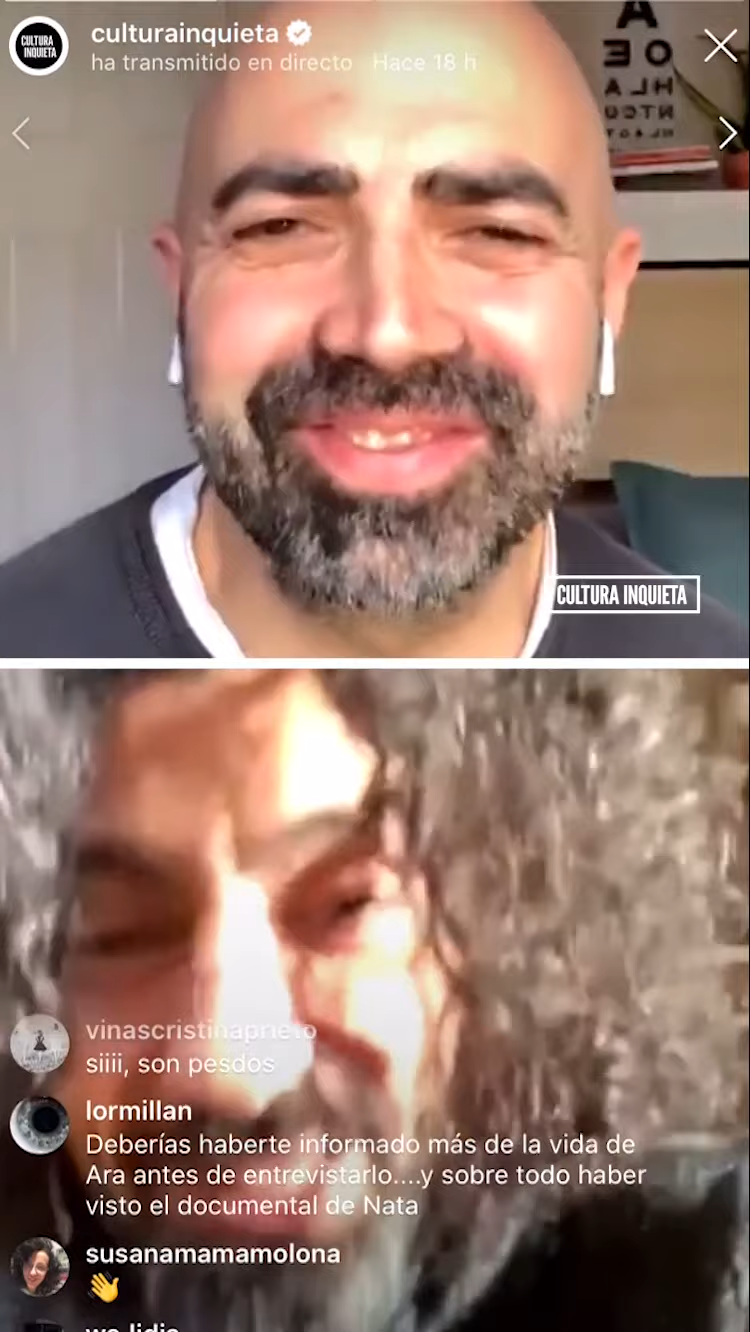 CULTURA
INQUIETA
culturainquieta
ha transmitido en directo Hace 18 h
A
O E
H L A
N T C U
H L A G T
CULTURA INQUIETA
vinascristinaprieto
siiii, son pesdos
lormillan
Deberías haberte informado más de la vida de
Ara antes de entrevistarlo....y sobre todo haber
visto el documental de Nata
susanamamamolona
👋